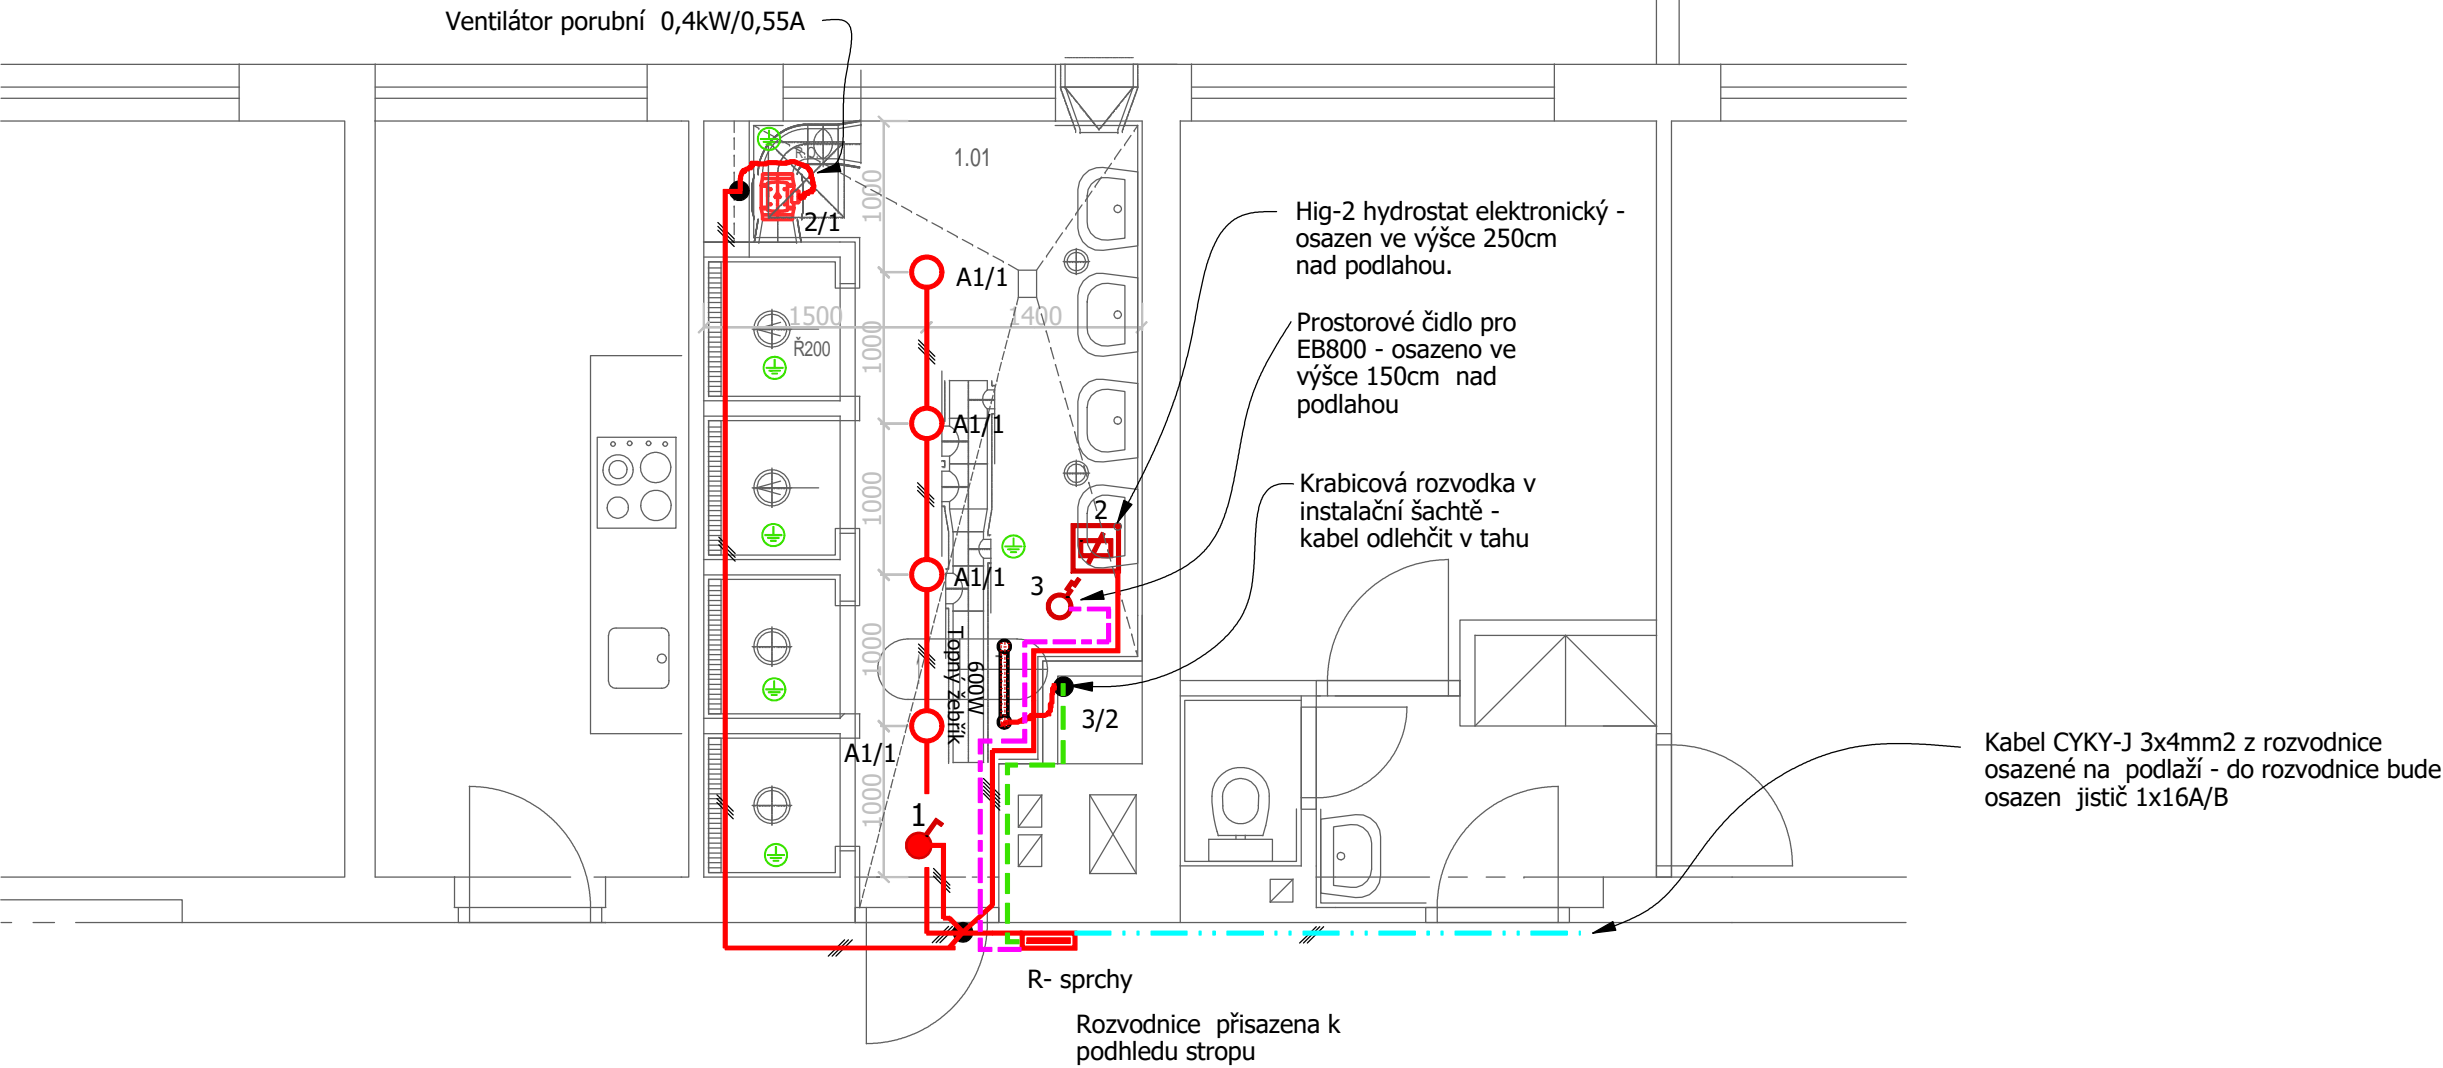 Ventilátor porubní  0,4kW/0,55A
1.01
1000
2/1
Hig-2 hydrostat elektronický -
osazen ve výšce 250cm
nad podlahou.
A1/1
1500
1400
Ř200
1000
Prostorové čidlo pro
EB800 - osazeno ve
výšce 150cm  nad
podlahou
A1/1
1000
2
Krabicová rozvodka v
instalační šachtě -
kabel odlehčit v tahu
A1/1
3
1000
Topný žebřík
600W
3/2
A1/1
1000
1
Kabel CYKY-J 3x4mm2 z rozvodnice
osazené na  podlaží - do rozvodnice bude
osazen  jistič 1x16A/B
R- sprchy
Rozvodnice  přisazena k
podhledu stropu